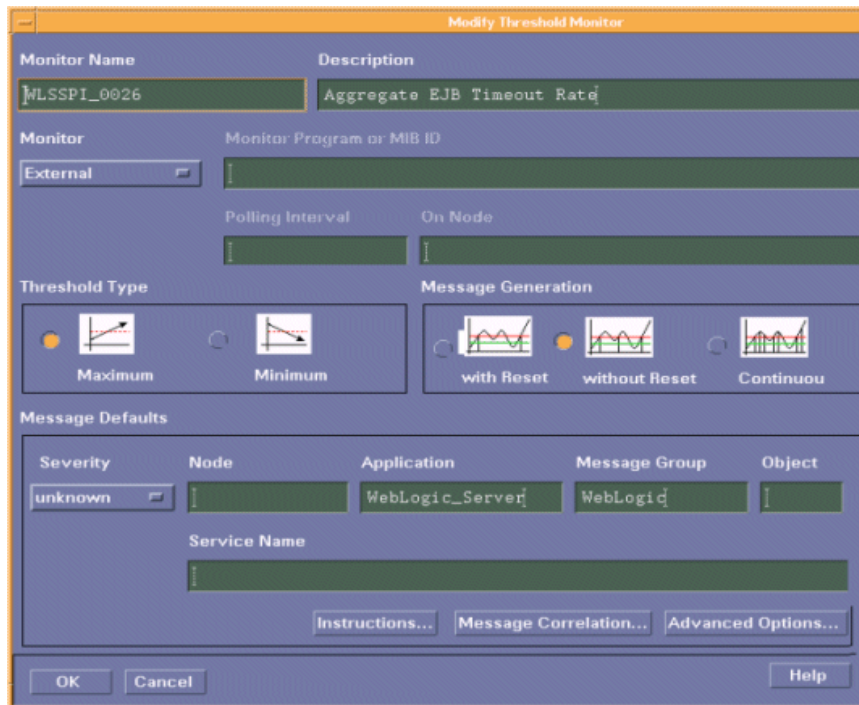 Modify Threshold Monitor
Monitor Name Description
WLSSPI_0026 Aggregate EJB Timeout Rate
Monitor Monitor Program or MIB ID
External
Polling Interval On Node
Threshold Type Message Generation
Maximum Minimum with Reset without Reset Continuou
Message Defaults
Severity Node Application Message Group Object
unknown WebLogic_Server WebLogic
Service Name
Instructions... Message Correlation... Advanced Options...
OK Cancel Help